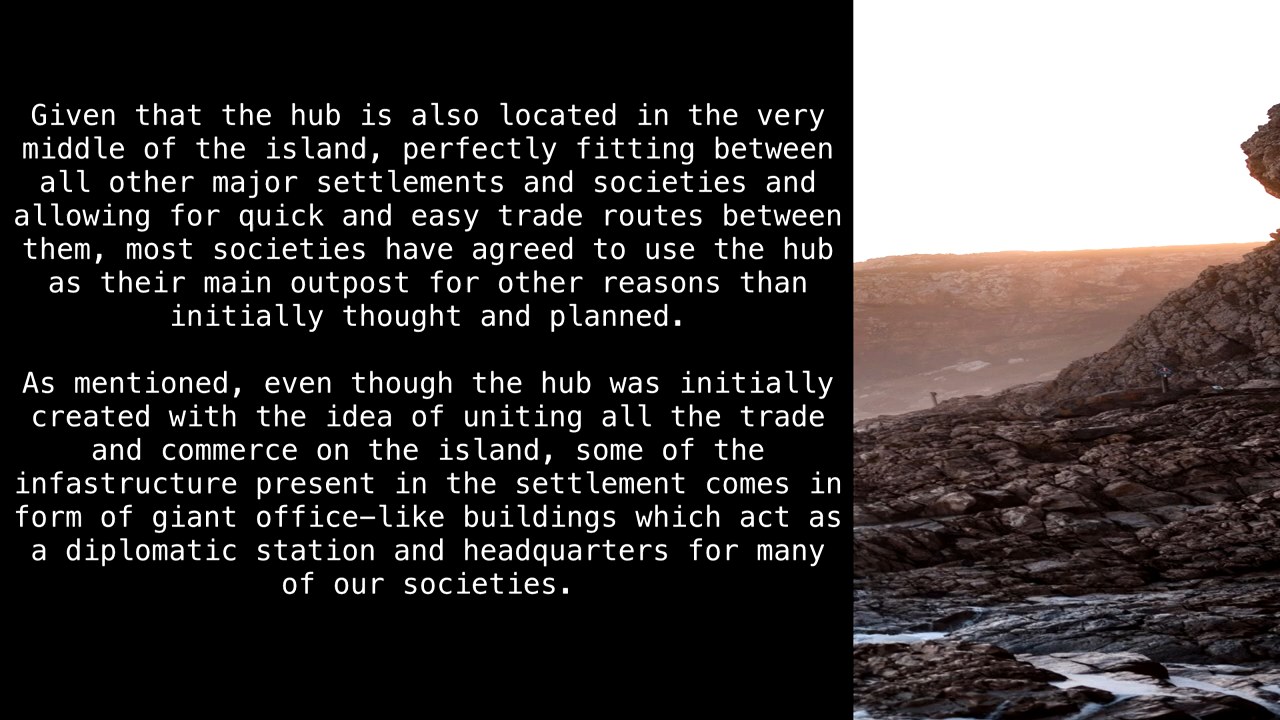 Given that the hub is also located in the very
middle of the island, perfectly fitting between
all other major settlements and societies and
allowing for quick and easy trade routes between
them, most societies have agreed to use the hub
as their main outpost for other reasons than
initially thought and planned.
As mentioned, even though the hub was initially
created with the idea of uniting all the trade
and commerce on the island, some of the
infastructure present in the settlement comes in
form of giant office–like buildings which act as
a diplomatic station and headquarters for many
of our societies.